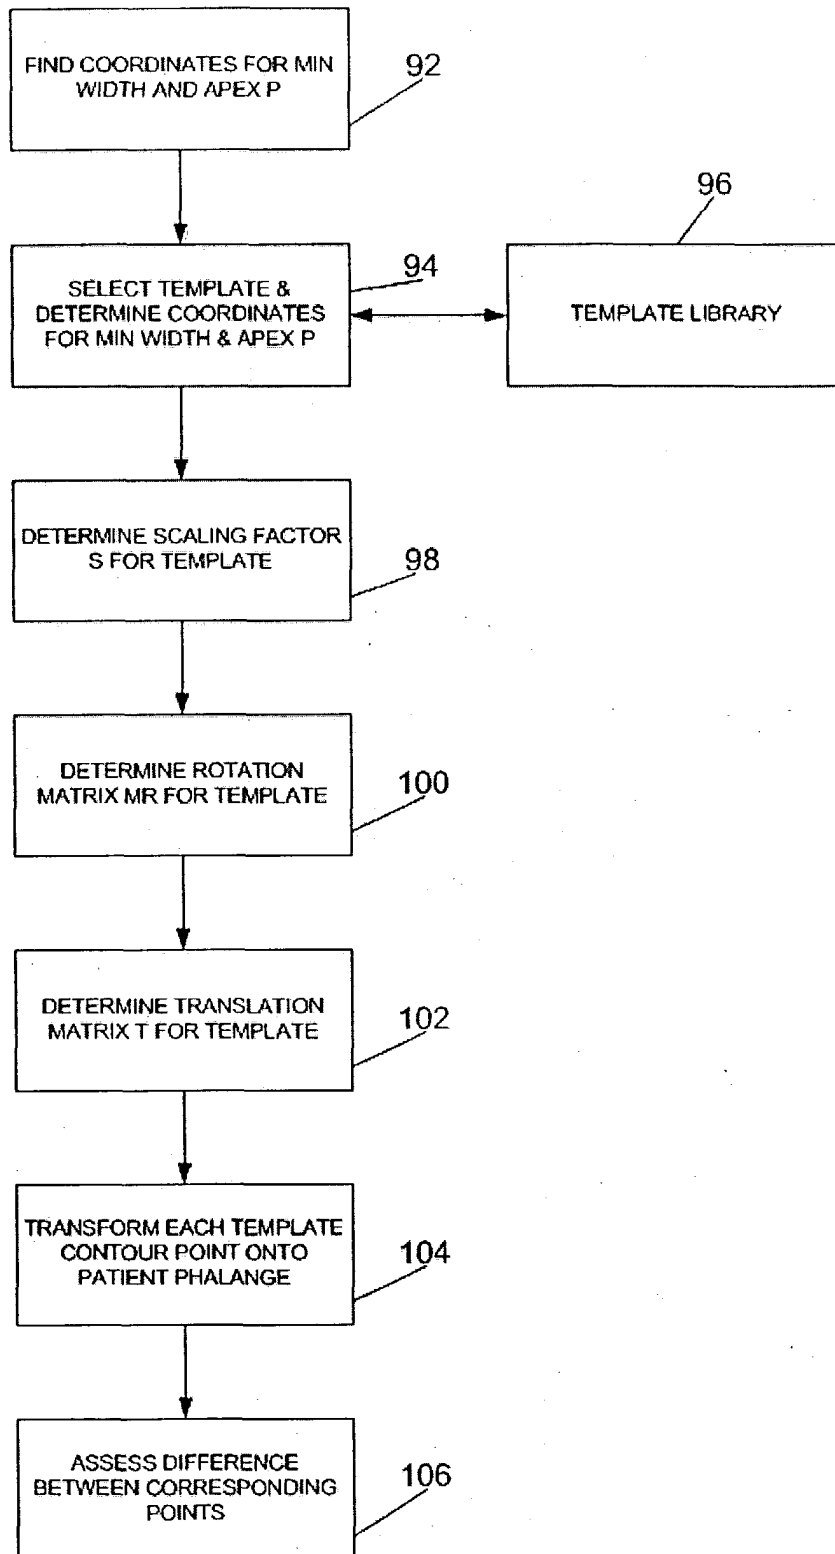 FIND COORDINATES FOR MIN
WIDTH AND APEX P
92
96
SELECT TEMPLATE &
DETERMINE COORDINATES
FOR MIN WIDTH & APEX P
94
TEMPLATE LIBRARY
DETERMINE SCALING FACTOR
S FOR TEMPLATE
98
DETERMINE ROTATION
MATRIX MR FOR TEMPLATE
100
DETERMINE TRANSLATION
MATRIX T FOR TEMPLATE
102
TRANSFORM EACH TEMPLATE
CONTOUR POINT ONTO
PATIENT PHALANGE
104
ASSESS DIFFERENCE
BETWEEN CORRESPONDING
POINTS
106